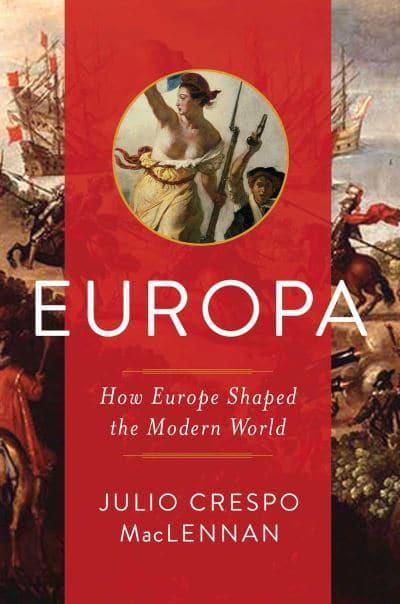 EUROPA
How Europe Shaped
the Modern World
JULIO CRESPO
MacLENNAN